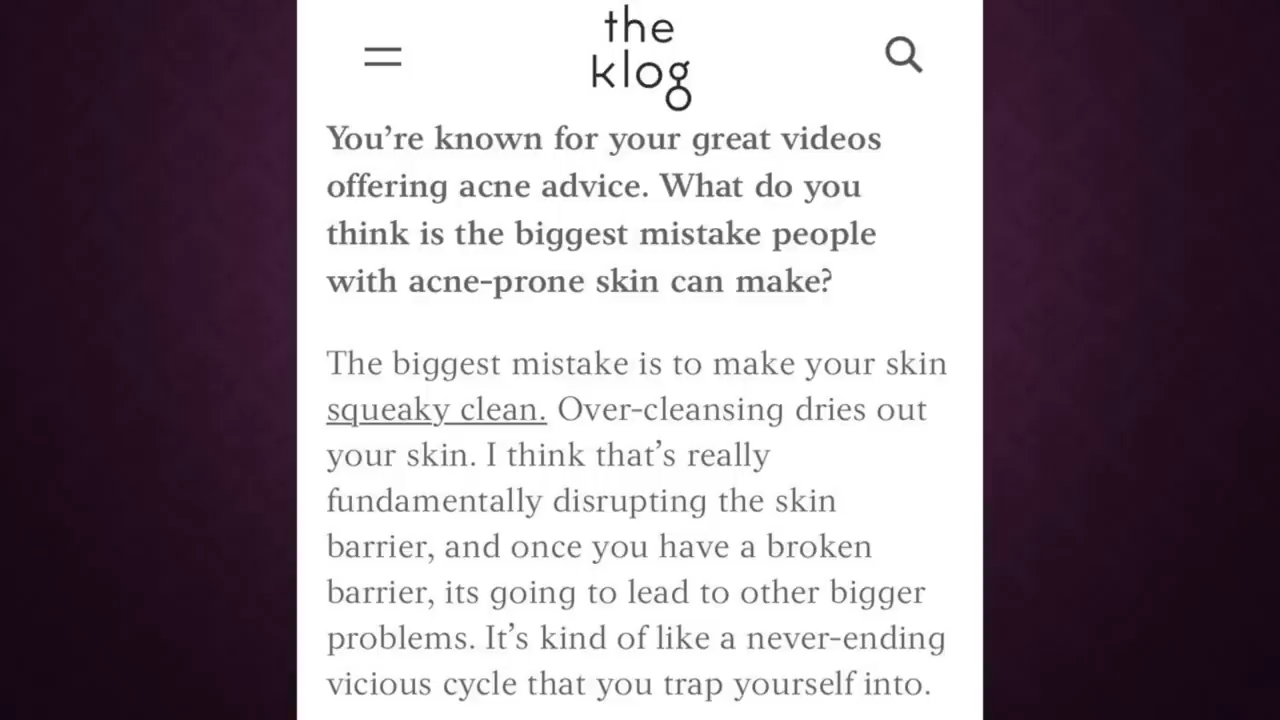 the
klog
You're known for your great videos
offering acne advice. What do you
think is the biggest mistake people
with acne-prone skin can make?
The biggest mistake is to make your skin
squeaky clean. Over-cleansing dries out
your skin. I think that's really
fundamentally disrupting the skin
barrier, and once you have a broken
barrier, its going to lead to other bigger
problems. It's kind of like a never-ending
vicious cycle that you trap yourself into.